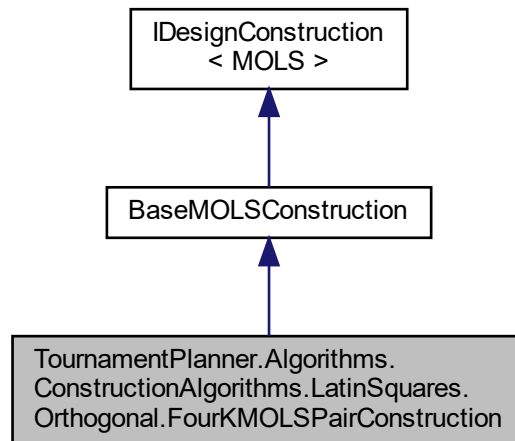 IDesignConstruction
< MOLS >
BaseMOLSConstruction
TournamentPlanner.Algorithms.
ConstructionAlgorithms.LatinSquares.
Orthogonal.FourKMOLSPairConstruction